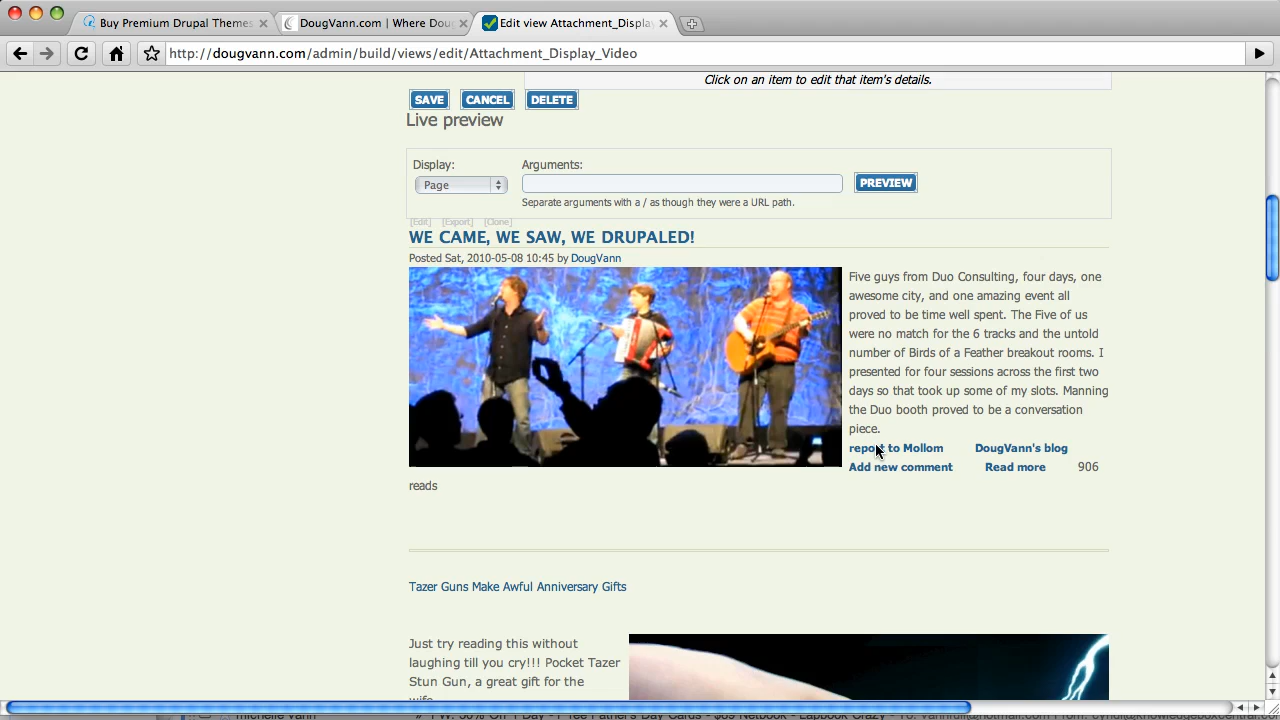 Buy Premium Drupal Themes
DougVann.com | Where Dou
Edit view Attachment_Display
http://dougvann.com/admin/build/views/edit/Attachment_Display_Video
Click on an item to edit that item's details.
SAVE CANCEL DELETE
Live preview
Display: Arguments:
Page PREVIEW
Separate arguments with a / as though they were a URL path.
[Edit] [Export] [Clone]
WE CAME, WE SAW, WE DRUPALED!
Posted Sat, 2010-05-08 10:45 by DougVann
Five guys from Duo Consulting, four days, one
awesome city, and one amazing event all
proved to be time well spent. The Five of us
were no match for the 6 tracks and the untold
number of Birds of a Feather breakout rooms. I
presented for four sessions across the first two
days so that took up some of my slots. Manning
the Duo booth proved to be a conversation
piece.
report to Mollom DougVann's blog
Add new comment Read more 906
reads
Tazer Guns Make Awful Anniversary Gifts
Just try reading this without
laughing till you cry!!! Pocket Tazer
Stun Gun, a great gift for the
wife